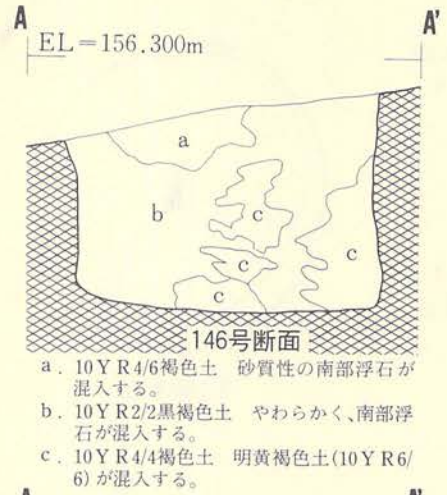 A
A'
EL=156.300m
a
b
c
c
c
c
146号断面
a. 10YR4/6褐色土 砂質性の南部浮石が
混入する。
b. 10YR2/2黒褐色土 やわらかく、南部浮
石が混入する。
c. 10YR4/4褐色土 明黄褐色土(10YR6/
6)が混入する。
A
A'